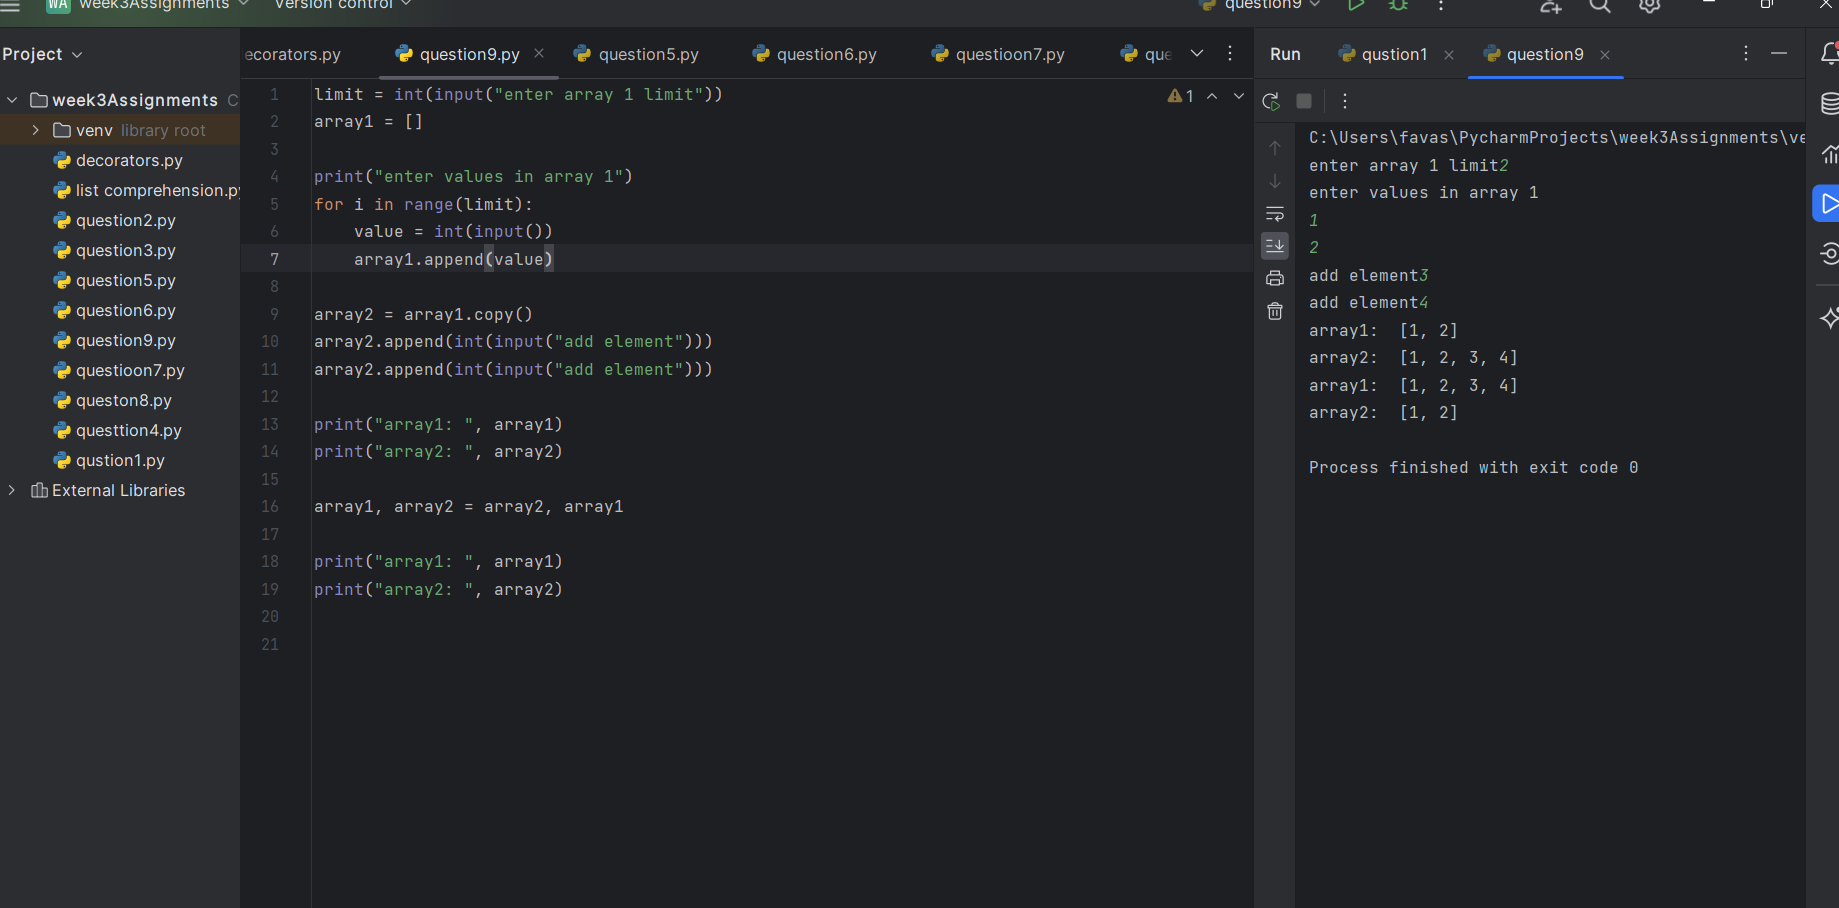 WA week3Assignments Version control question9
Project
week3Assignments C
venv library root
decorators.py
list comprehension.py
question2.py
question3.py
question5.py
question6.py
question9.py
questioon7.py
queston8.py
questtion4.py
qustion1.py
External Libraries
ecorators.py question9.py question5.py question6.py questioon7.py que
1
1 limit = int(input("enter array 1 limit"))
2 array1 = []
3
4 print("enter values in array 1")
5 for i in range(limit):
6 value = int(input())
7 array1.append(value)
8
9 array2 = array1.copy()
10 array2.append(int(input("add element")))
11 array2.append(int(input("add element")))
12
13 print("array1: ", array1)
14 print("array2: ", array2)
15
16 array1, array2 = array2, array1
17
18 print("array1: ", array1)
19 print("array2: ", array2)
20
21
Run qustion1 question9
C:\Users\favas\PycharmProjects\week3Assignments\ve
enter array 1 limit2
enter values in array 1
1
2
add element3
add element4
array1:  [1, 2]
array2:  [1, 2, 3, 4]
array1:  [1, 2, 3, 4]
array2:  [1, 2]
Process finished with exit code 0